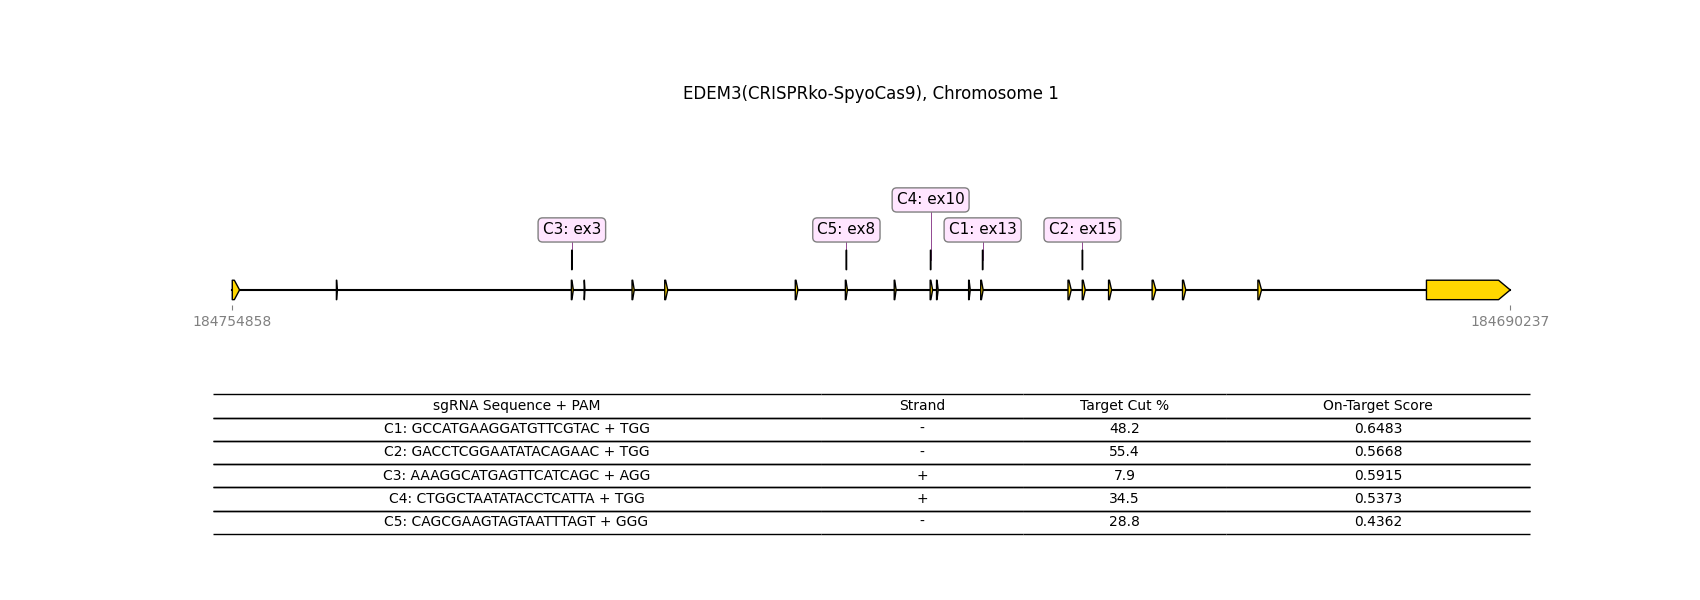 EDEM3(CRISPRko-SpyoCas9), Chromosome 1
C4: ex10
C3: ex3 C5: ex8 C1: ex13 C2: ex15
184754858 184690237
sgRNA Sequence + PAM Strand Target Cut % On-Target Score
C1: GCCATGAAGGATGTTCGTAC + TGG - 48.2 0.6483
C2: GACCTCGGAATATACAGAAC + TGG - 55.4 0.5668
C3: AAAGGCATGAGTTCATCAGC + AGG + 7.9 0.5915
C4: CTGGCTAATATACCTCATTA + TGG + 34.5 0.5373
C5: CAGCGAAGTAGTAATTTAGT + GGG - 28.8 0.4362